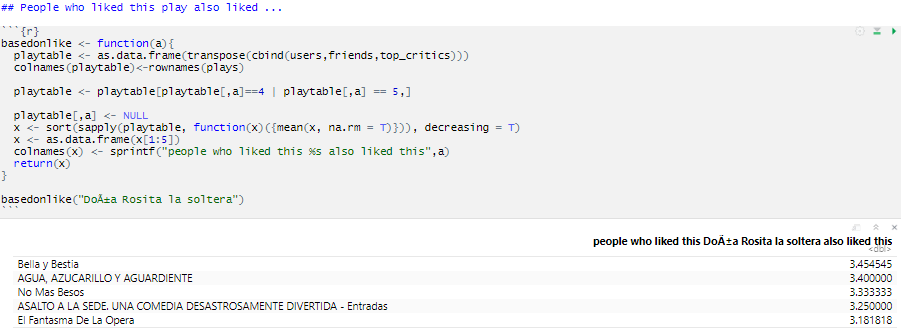 ## People who liked this play also liked ...
```{r}
basedonlike <- function(a){
playtable <- as.data.frame(transpose(cbind(users,friends,top_critics)))
colnames(playtable)<-rownames(plays)
playtable <- playtable[playtable[,a]==4 | playtable[,a] == 5,]
playtable[,a] <- NULL
x <- sort(sapply(playtable, function(x)({mean(x, na.rm = T)})), decreasing = T)
x <- as.data.frame(x[1:5])
colnames(x) <- sprintf("people who liked this %s also liked this",a)
return(x)
}
basedonlike("Doña Rosita la soltera")
```
people who liked this Doña Rosita la soltera also liked this
<dbl>
Bella y Bestia 3.454545
AGUA, AZUCARILLO Y AGUARDIENTE 3.400000
No Mas Besos 3.333333
ASALTO A LA SEDE. UNA COMEDIA DESASTROSAMENTE DIVERTIDA - Entradas 3.250000
El Fantasma De La Opera 3.181818